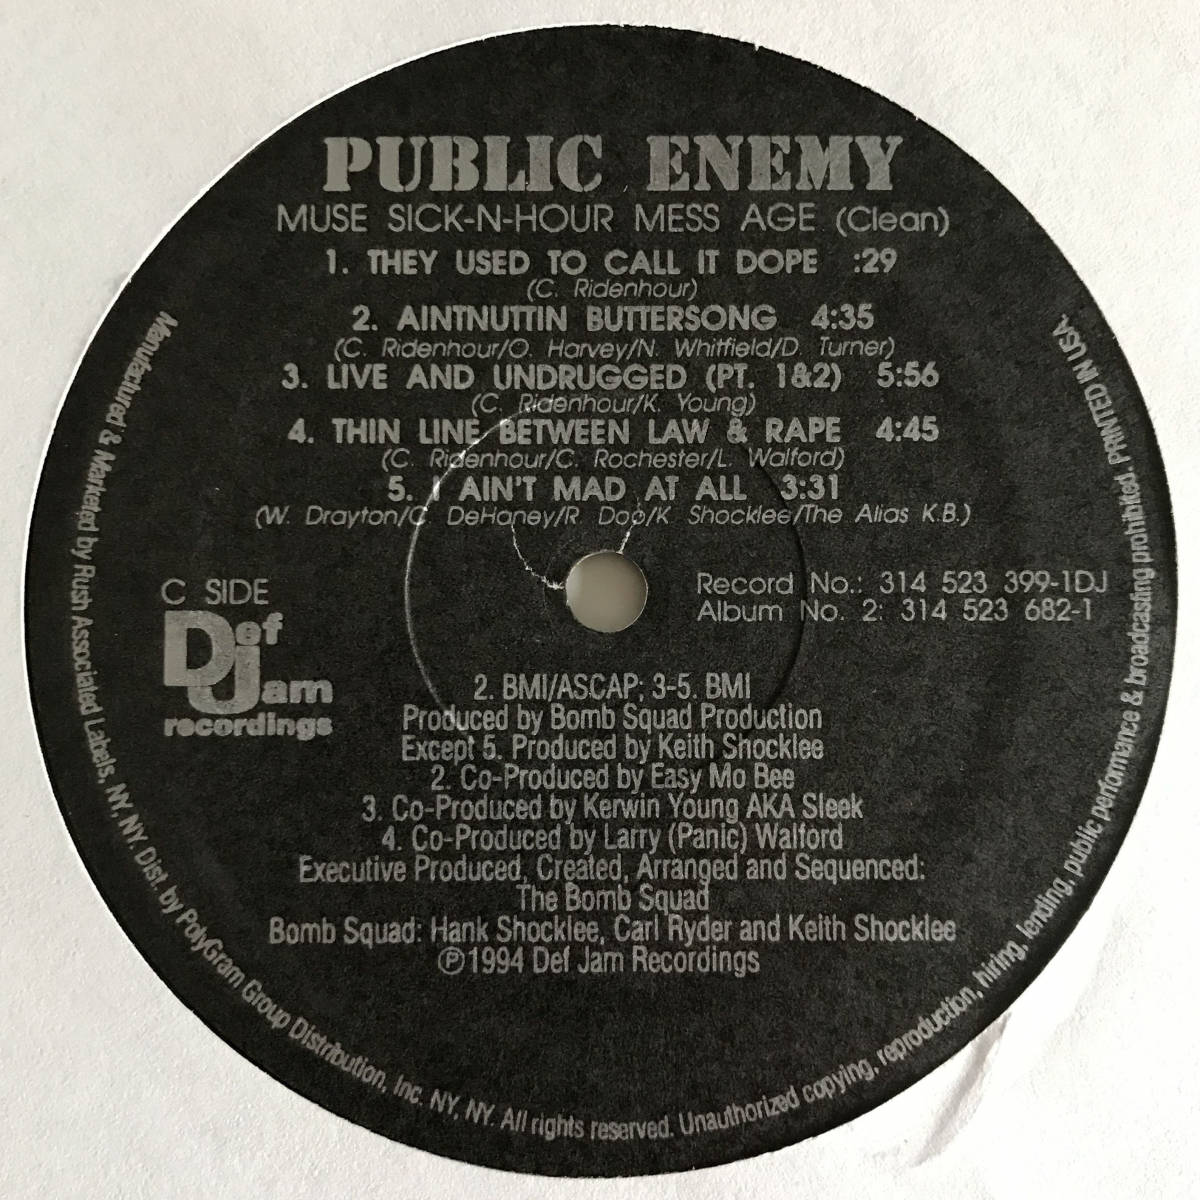 PUBLIC ENEMY
MUSE SICK-N-HOUR MESS AGE (Clean)
1. THEY USED TO CALL IT DOPE :29
(C. Ridenhour)
2. AINTNUTTIN BUTTERSONG 4:35
(C. Ridenhour/O. Harvey/N. Whitfield/D. Turner)
3. LIVE AND UNDRUGGED (PT. 1&2) 5:56
(C. Ridenhour/K. Young)
4. THIN LINE BETWEEN LAW & RAPE 4:45
(C. Ridenhour/C. Rochester/L. Walford)
5. I AIN'T MAD AT ALL 3:31
(W. Drayton/C. DeHaney/R. Doo/K. Shocklee/The Alias K.B.)
C SIDE
Def Jam
recordings
Record No.: 314 523 399-1DJ
Album No. 2: 314 523 682-1
2. BMI/ASCAP; 3-5. BMI
Produced by Bomb Squad Production
Except 5. Produced by Keith Shocklee
2. Co-Produced by Easy Mo Bee
3. Co-Produced by Kerwin Young AKA Sleek
4. Co-Produced by Larry (Panic) Walford
Executive Produced, Created, Arranged and Sequenced:
The Bomb Squad
Bomb Squad: Hank Shocklee, Carl Ryder and Keith Shocklee
℗1994 Def Jam Recordings
Manufactured & Marketed by Rush Associated Labels, NY, NY. Dist. by PolyGram Group Distribution, Inc. NY, NY. All rights reserved. Unauthorized copying, reproduction, hiring, lending, public performance & broadcasting prohibited. PRINTED IN USA.